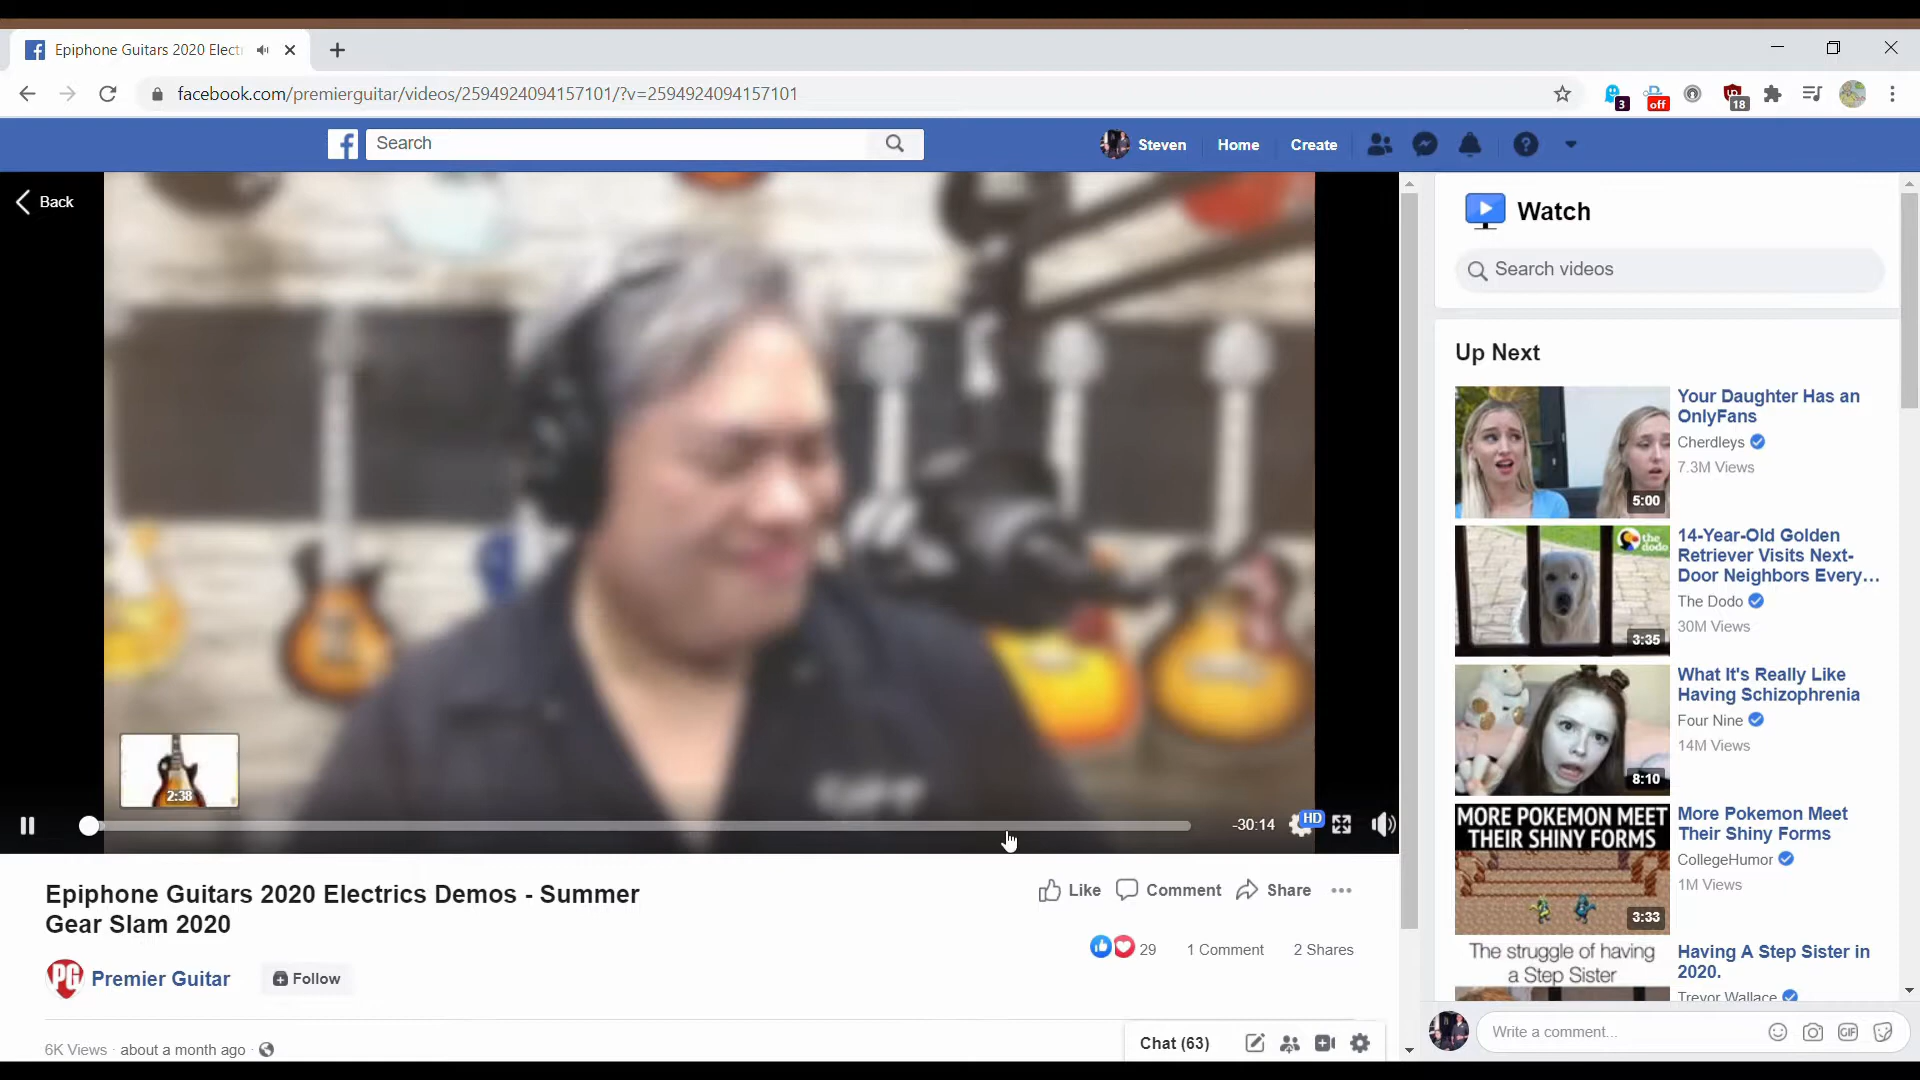 Epiphone Guitars 2020 Elect
facebook.com/premierguitar/videos/2594924094157101/?v=2594924094157101
3
off
18
Search
Steven
Home
Create
Back
2:38
-30:14
HD
Epiphone Guitars 2020 Electrics Demos - Summer
Gear Slam 2020
Like
Comment
Share
29
1 Comment
2 Shares
PG
Premier Guitar
Follow
6K Views · about a month ago
Chat (63)
Watch
Search videos
Up Next
5:00
Your Daughter Has an
OnlyFans
Cherdleys
7.3M Views
the dodo
3:35
14-Year-Old Golden
Retriever Visits Next-
Door Neighbors Every...
The Dodo
30M Views
8:10
What It's Really Like
Having Schizophrenia
Four Nine
14M Views
MORE POKEMON MEET
THEIR SHINY FORMS
3:33
More Pokemon Meet
Their Shiny Forms
CollegeHumor
1M Views
The struggle of having
a Step Sister
Having A Step Sister in
2020.
Trevor Wallace
Write a comment...
GIF